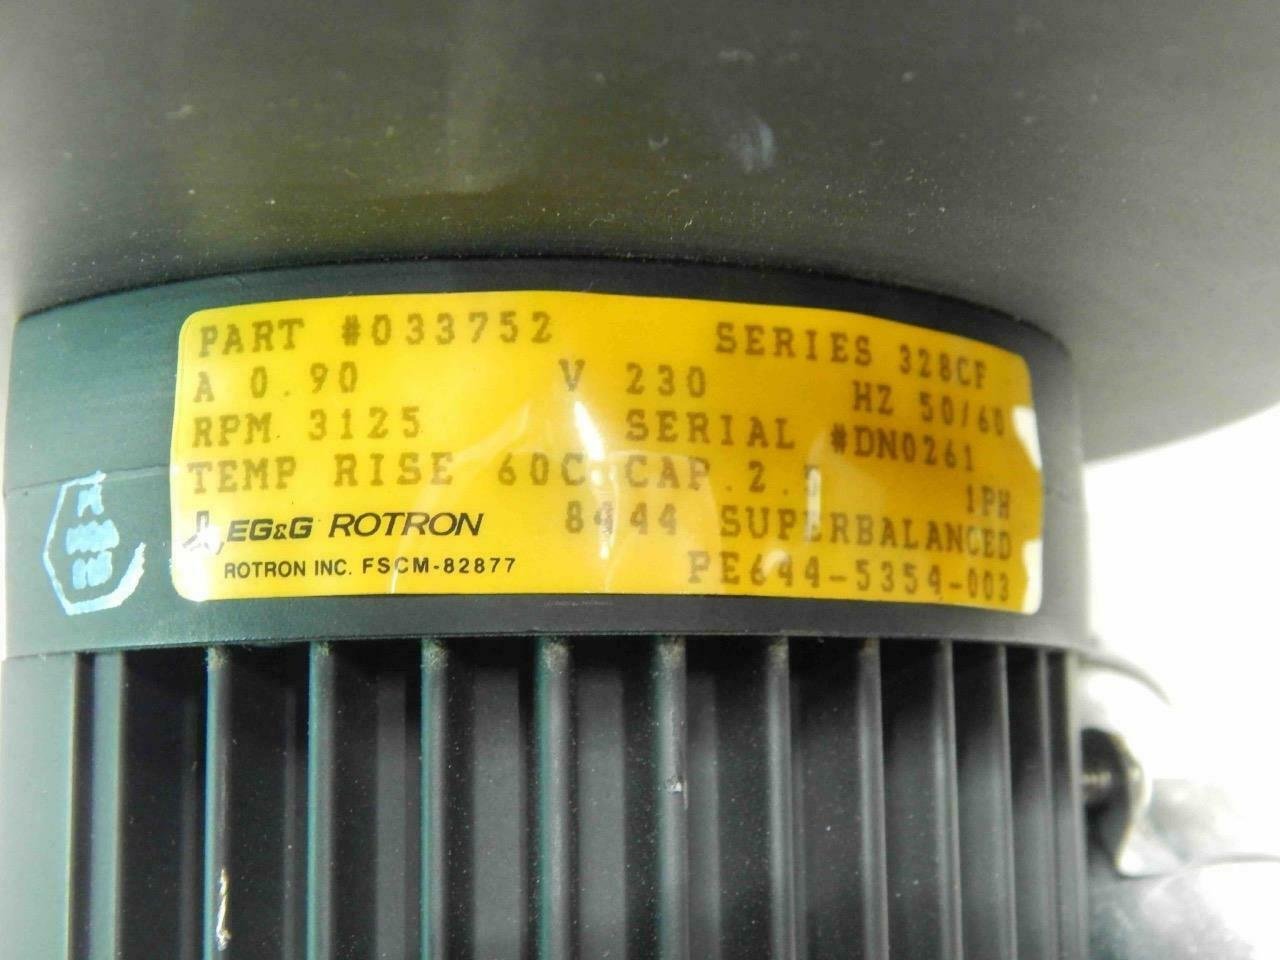 PART #033752 SERIES 328CF
A 0.90 V 230 HZ 50/60
RPM 3125 SERIAL #DN0261
TEMP RISE 60C CAP. 1PH
EG&G ROTRON 8444 SUPERBALANCED
ROTRON INC. FSCM-82877 PE644-5354-003